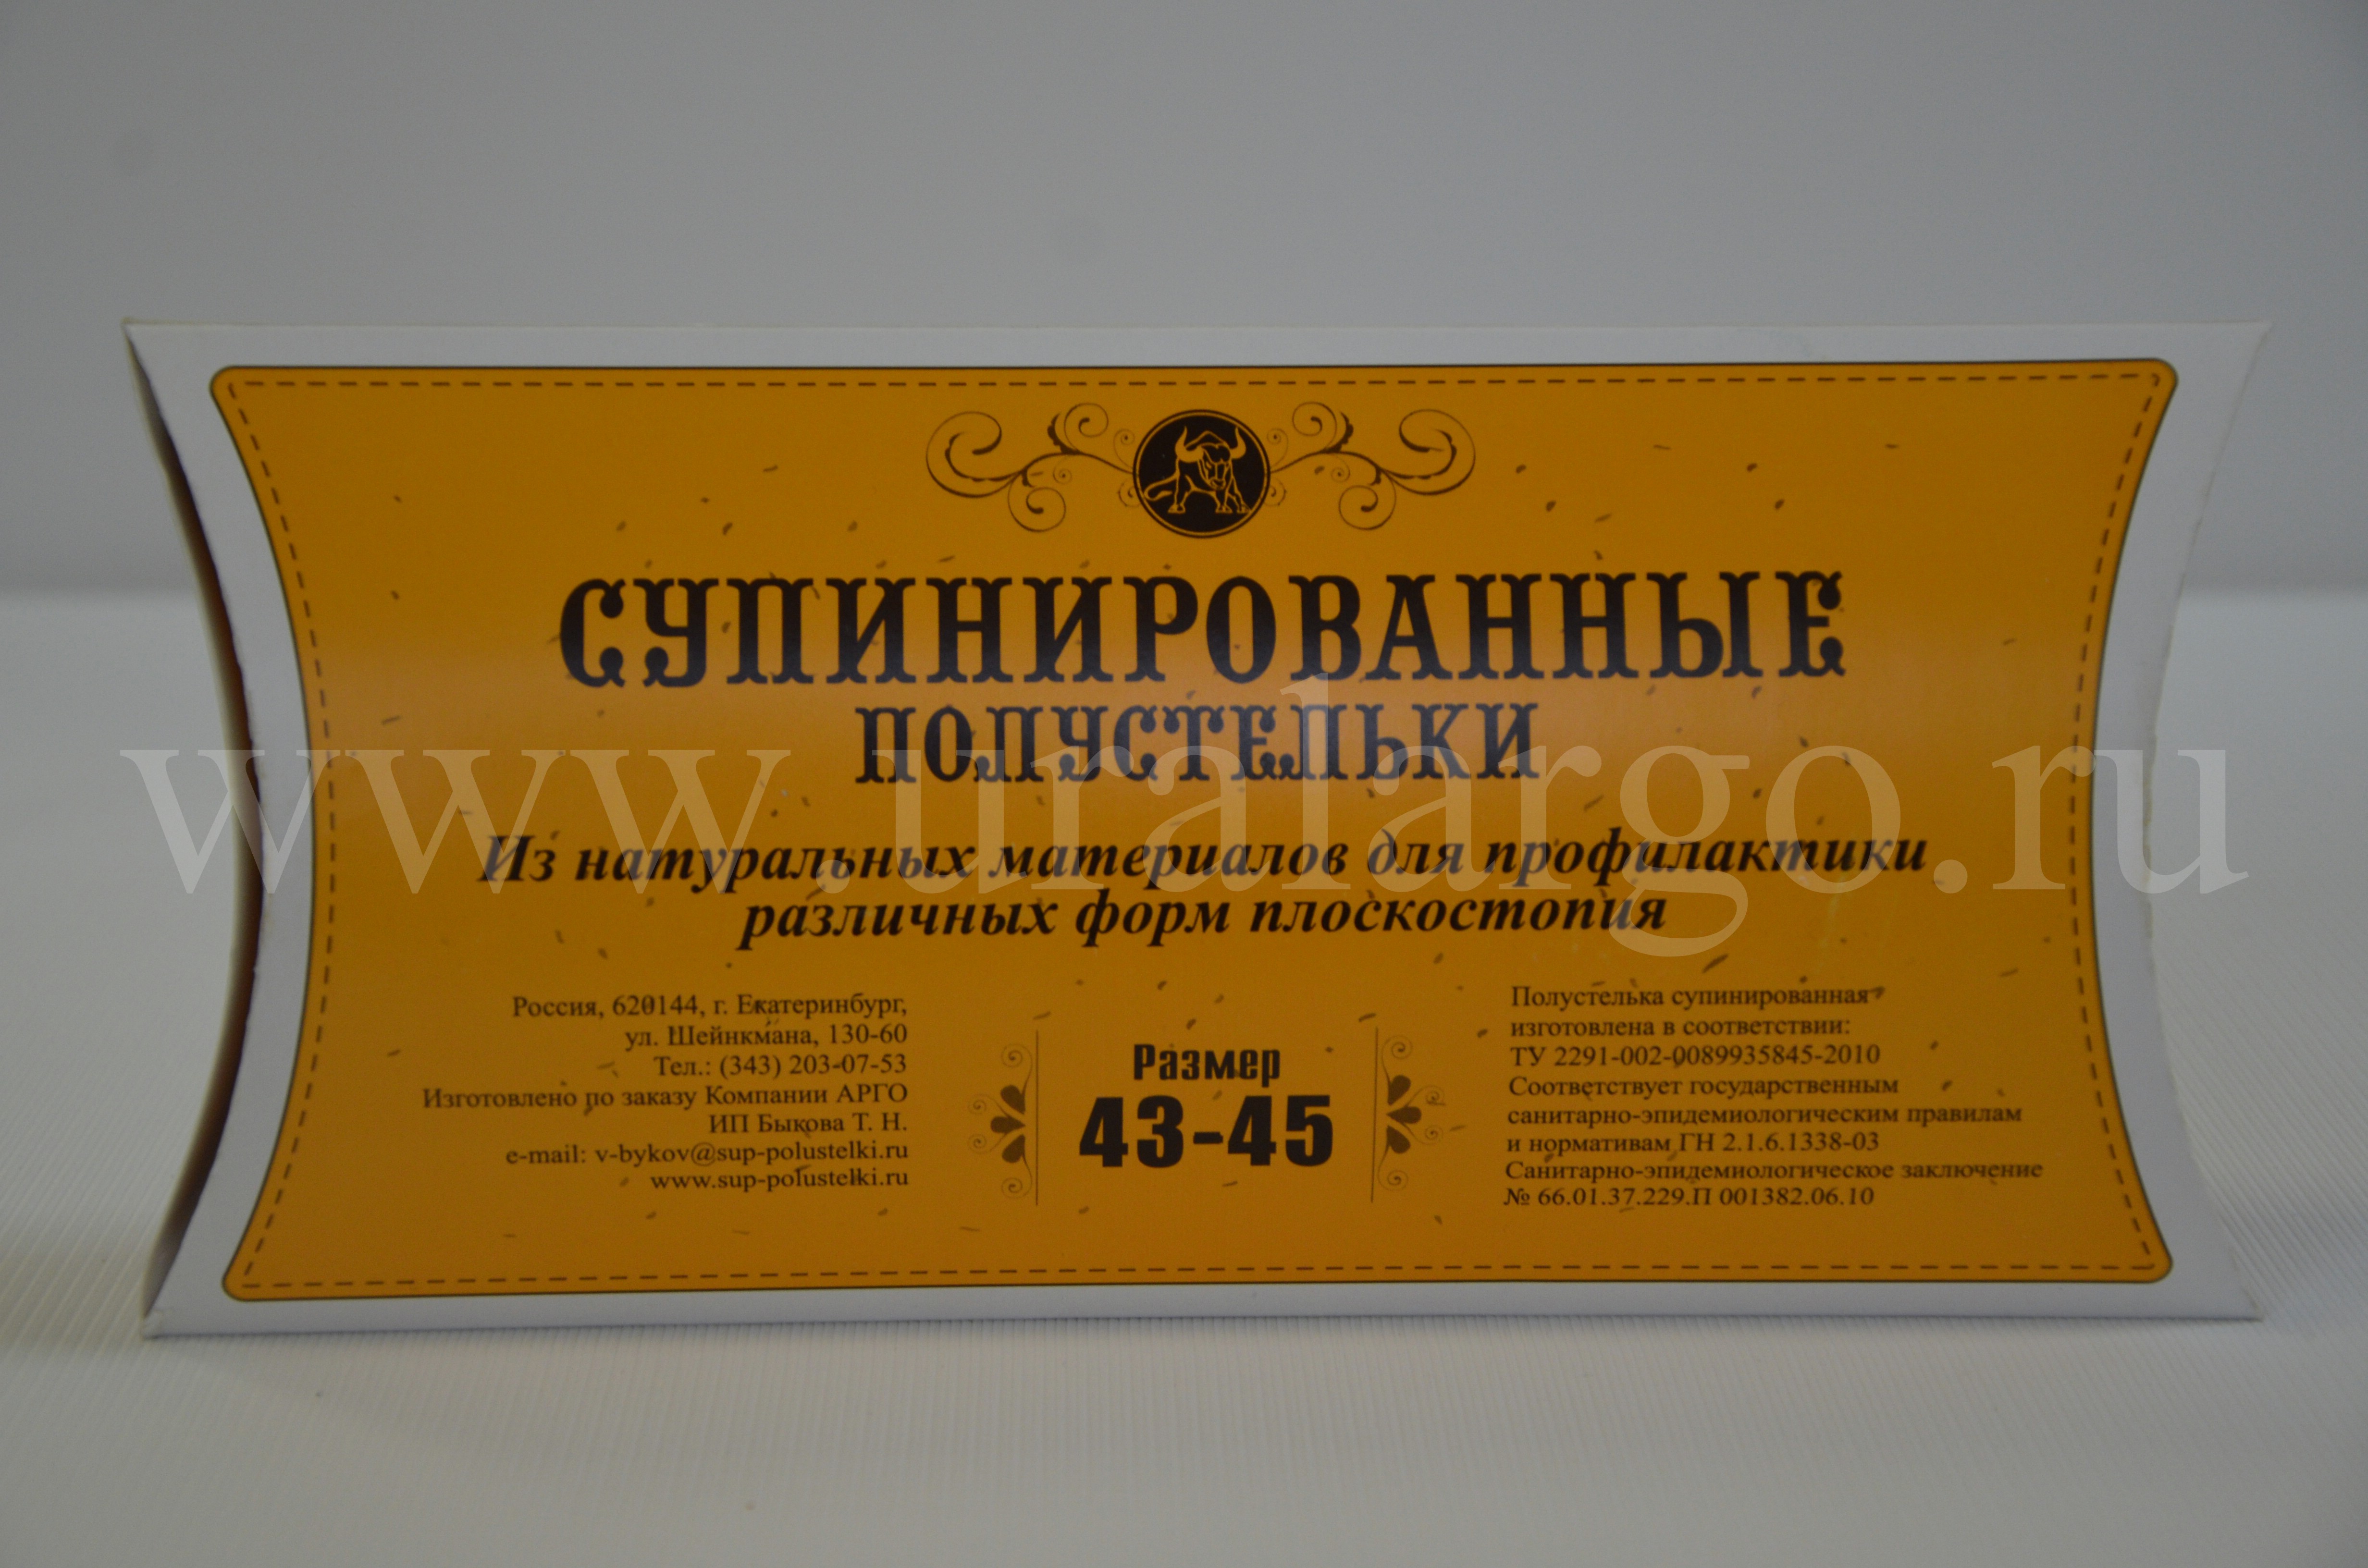 СУПИНИРОВАННЫЕ
ПОЛУСТЕЛЬКИ
www.uralargo.ru
Из натуральных материалов для профилактики
различных форм плоскостопия
Россия, 620144, г. Екатеринбург,
ул. Шейнкмана, 130-60
Тел.: (343) 203-07-53
Изготовлено по заказу Компании АРГО
ИП Быкова Т. Н.
e-mail: v-bykov@sup-polustelki.ru
www.sup-polustelki.ru
Размер
43-45
Полустелька супинированная
изготовлена в соответствии:
ТУ 2291-002-0089935845-2010
Соответствует государственным
санитарно-эпидемиологическим правилам
и нормативам ГН 2.1.6.1338-03
Санитарно-эпидемиологическое заключение
№ 66.01.37.229.П 001382.06.10